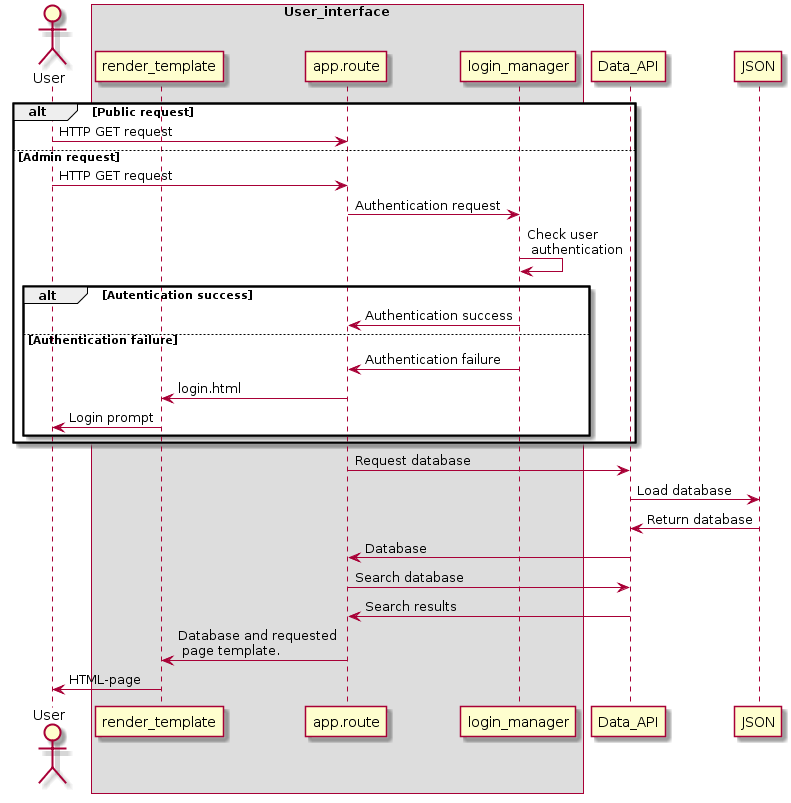 User_interface
User
render_template
app.route
login_manager
Data_API
JSON
alt
[Public request]
HTTP GET request
[Admin request]
HTTP GET request
Authentication request
Check user
authentication
alt
[Autentication success]
Authentication success
[Authentication failure]
Authentication failure
login.html
Login prompt
Request database
Load database
Return database
Database
Search database
Search results
Database and requested
page template.
HTML-page
User
render_template
app.route
login_manager
Data_API
JSON